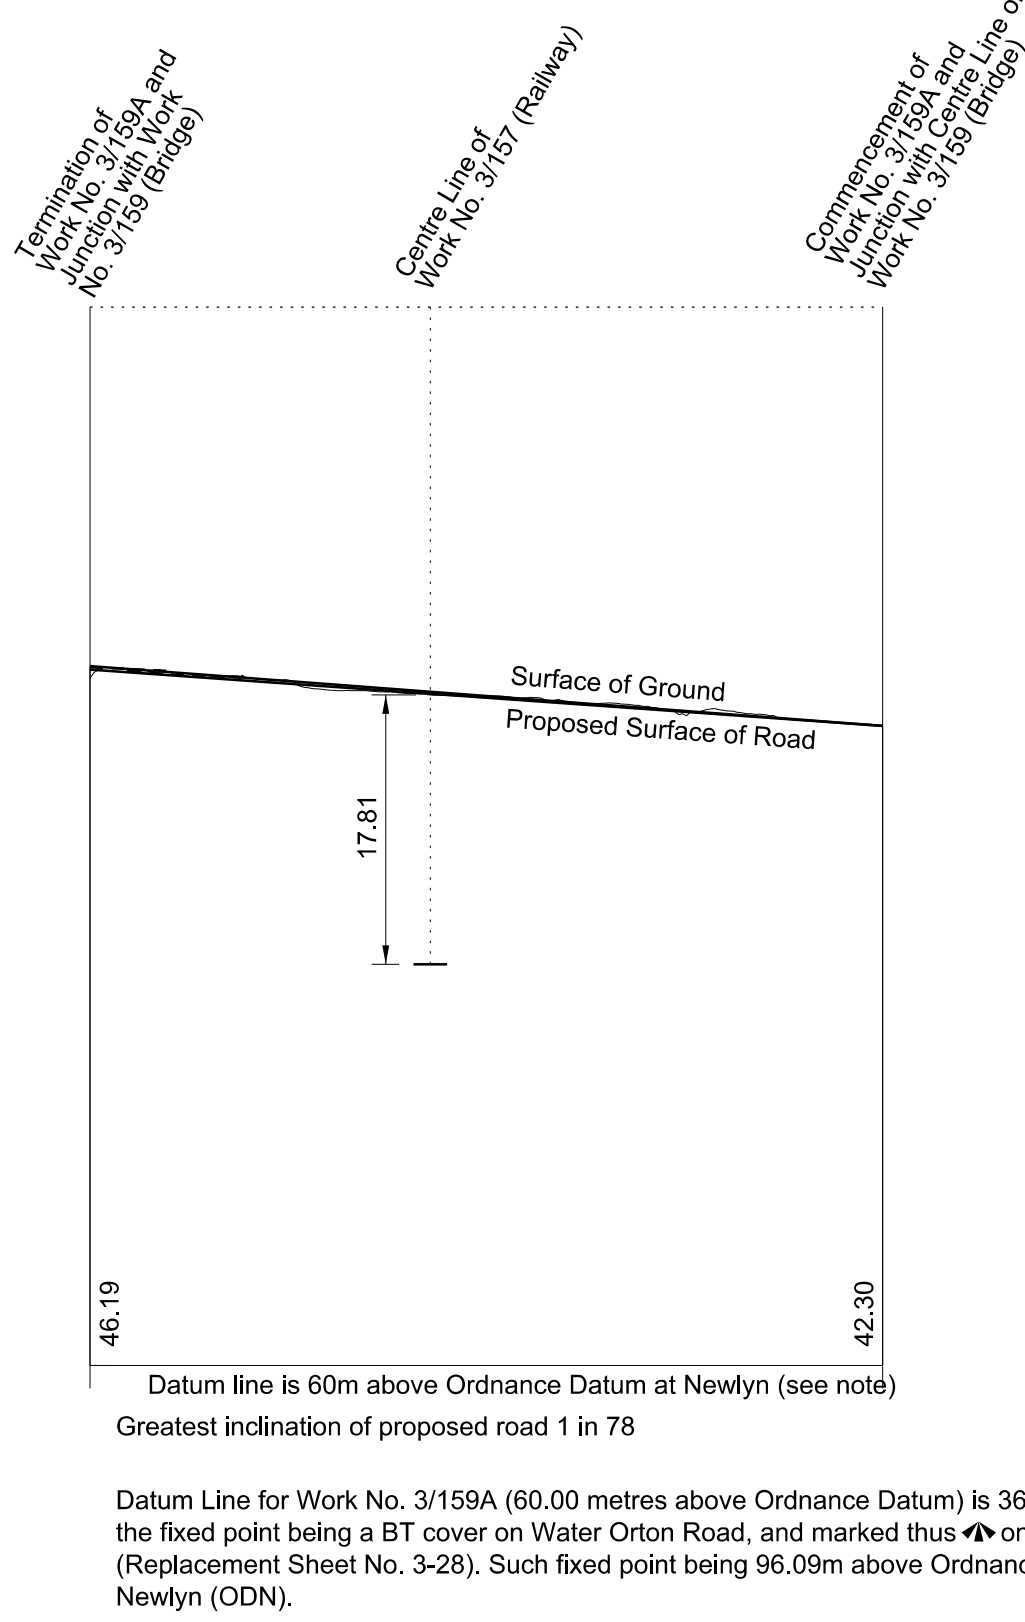 Termination of
Work No. 3/159A and
Junction with Work
No. 3/159 (Bridge)
Centre Line of
Work No. 3/157 (Railway)
Commencement of
Work No. 3/159A and
Junction with Centre Line of
Work No. 3/159 (Bridge)
Surface of Ground
Proposed Surface of Road
17.81
46.19
42.30
Datum line is 60m above Ordnance Datum at Newlyn (see note)
Greatest inclination of proposed road 1 in 78
Datum Line for Work No. 3/159A (60.00 metres above Ordnance Datum) is 36
the fixed point being a BT cover on Water Orton Road, and marked thus on
(Replacement Sheet No. 3-28). Such fixed point being 96.09m above Ordnanc
Newlyn (ODN).